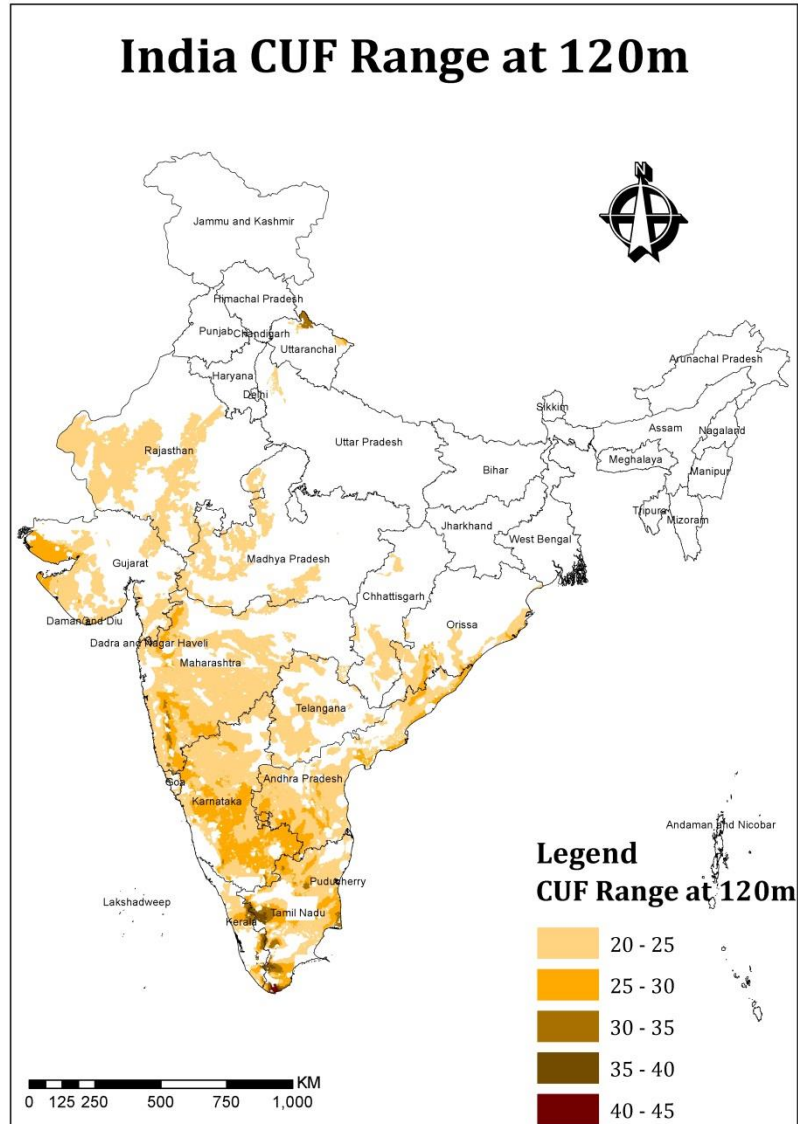 India CUF Range at 120m
N
Jammu and Kashmir
Himachal Pradesh
Punjab
Chandigarh
Uttaranchal
Haryana
Delhi
Arunachal Pradesh
Sikkim
Assam
Nagaland
Rajasthan
Uttar Pradesh
Bihar
Meghalaya
Manipur
Jharkhand
Tripura
Mizoram
West Bengal
Gujarat
Madhya Pradesh
Chhattisgarh
Daman and Diu
Orissa
Dadra and Nagar Haveli
Maharashtra
Telangana
Goa
Andhra Pradesh
Karnataka
Andaman and Nicobar
Puducherry
Lakshadweep
Kerala
Tamil Nadu
Legend
CUF Range at 120m
20 - 25
25 - 30
30 - 35
35 - 40
40 - 45
KM
0 125 250 500 750 1,000